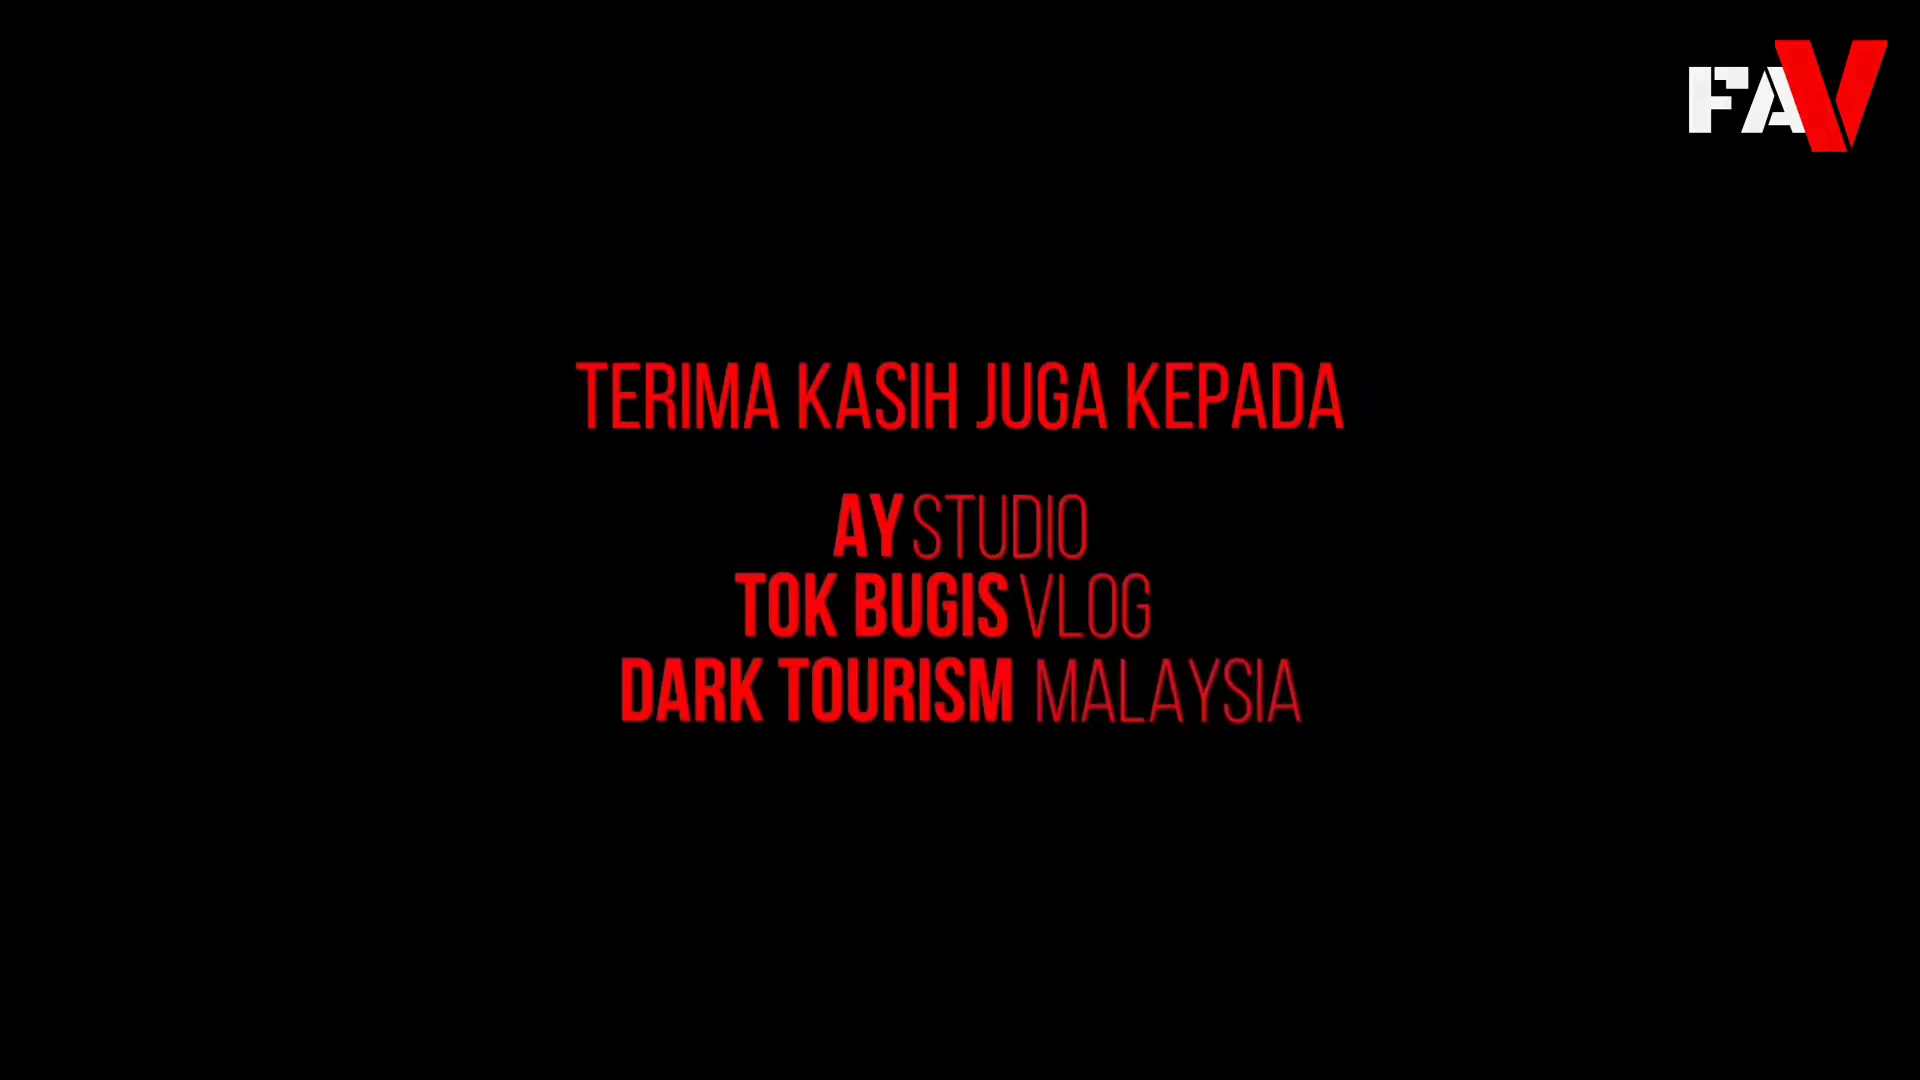 FAV
TERIMA KASIH JUGA KEPADA
AY STUDIO
TOK BUGIS VLOG
DARK TOURISM MALAYSIA